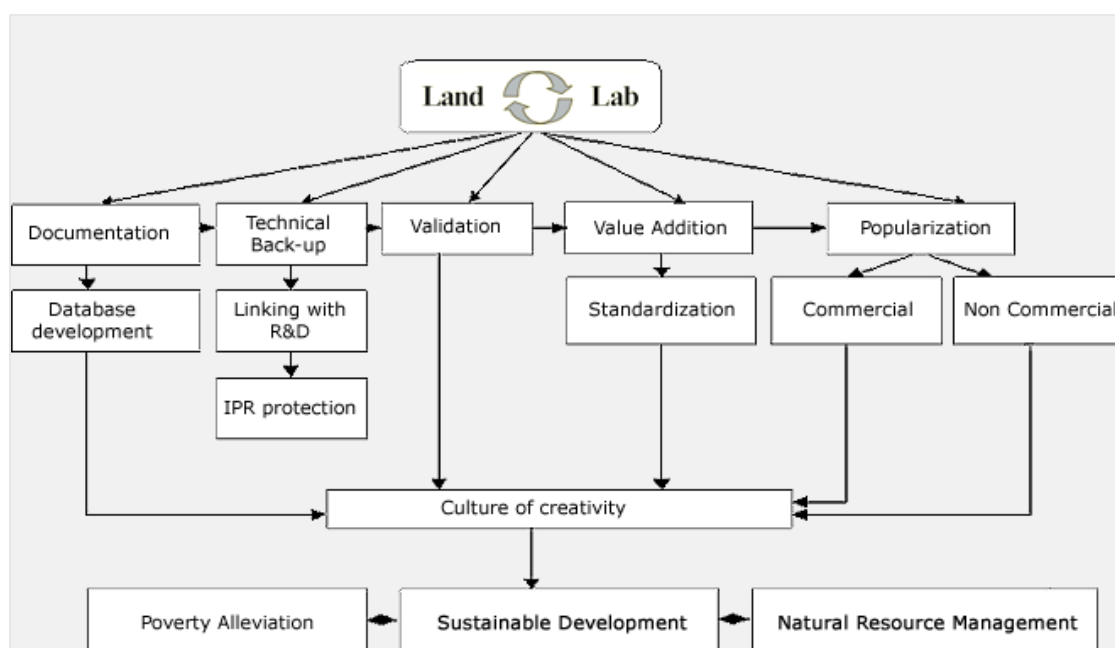 Land Lab
Documentation
Technical
Back-up
Validation
Value Addition
Popularization
Database
development
Linking with
R&D
Standardization
Commercial
Non Commercial
IPR protection
Culture of creativity
Poverty Alleviation
Sustainable Development
Natural Resource Management